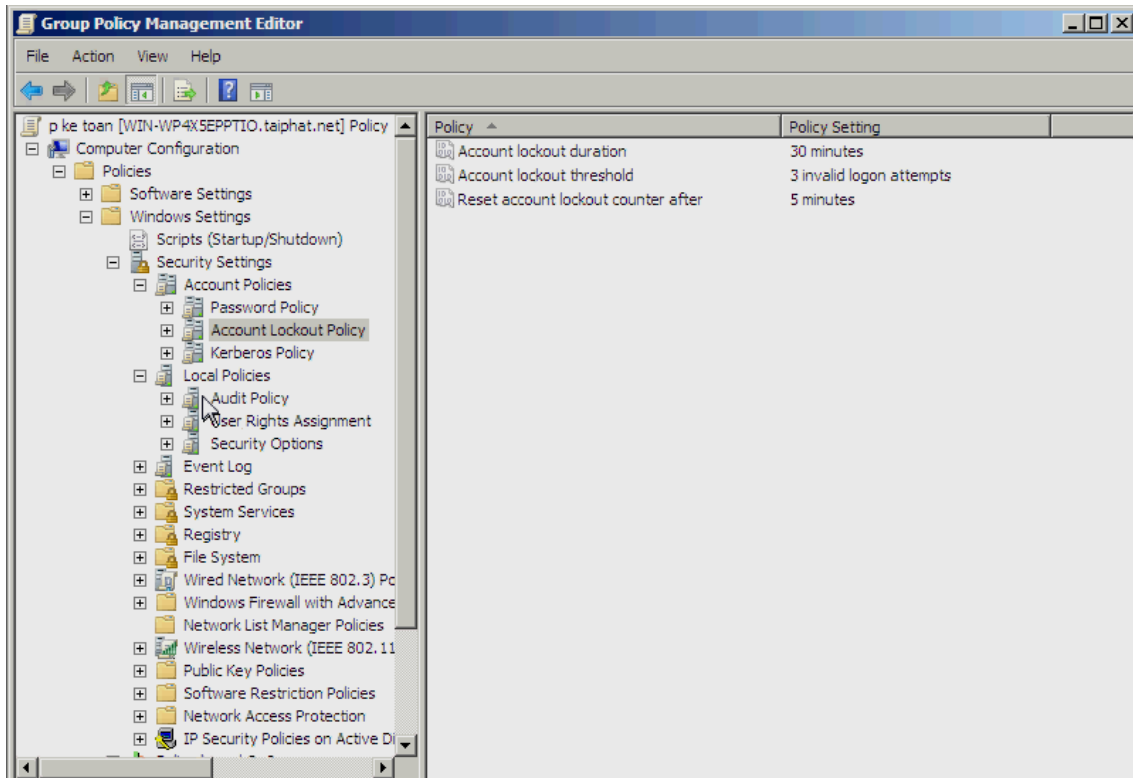 Group Policy Management Editor
File Action View Help
p ke toan [WIN-WP4X5EPPTIO.taiphat.net] Policy
Computer Configuration
Policies
Software Settings
Windows Settings
Scripts (Startup/Shutdown)
Security Settings
Account Policies
Password Policy
Account Lockout Policy
Kerberos Policy
Local Policies
Audit Policy
User Rights Assignment
Security Options
Event Log
Restricted Groups
System Services
Registry
File System
Wired Network (IEEE 802.3) Po
Windows Firewall with Advance
Network List Manager Policies
Wireless Network (IEEE 802.11
Public Key Policies
Software Restriction Policies
Network Access Protection
IP Security Policies on Active Di
Policy Policy Setting
Account lockout duration 30 minutes
Account lockout threshold 3 invalid logon attempts
Reset account lockout counter after 5 minutes